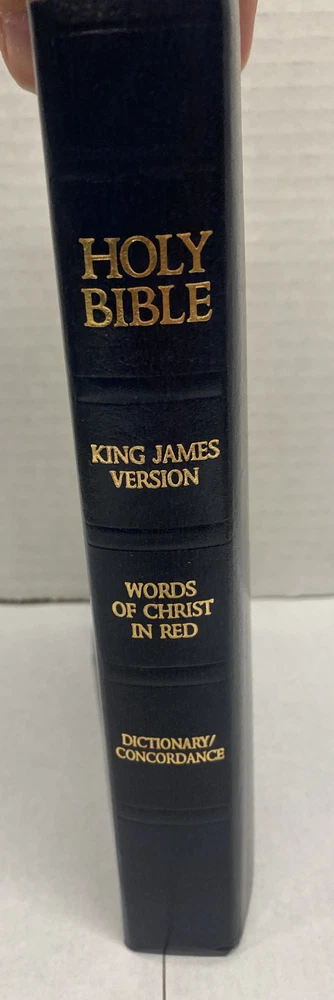 HOLY
BIBLE
KING JAMES
VERSION
WORDS
OF CHRIST
IN RED
DICTIONARY/
CONCORDANCE